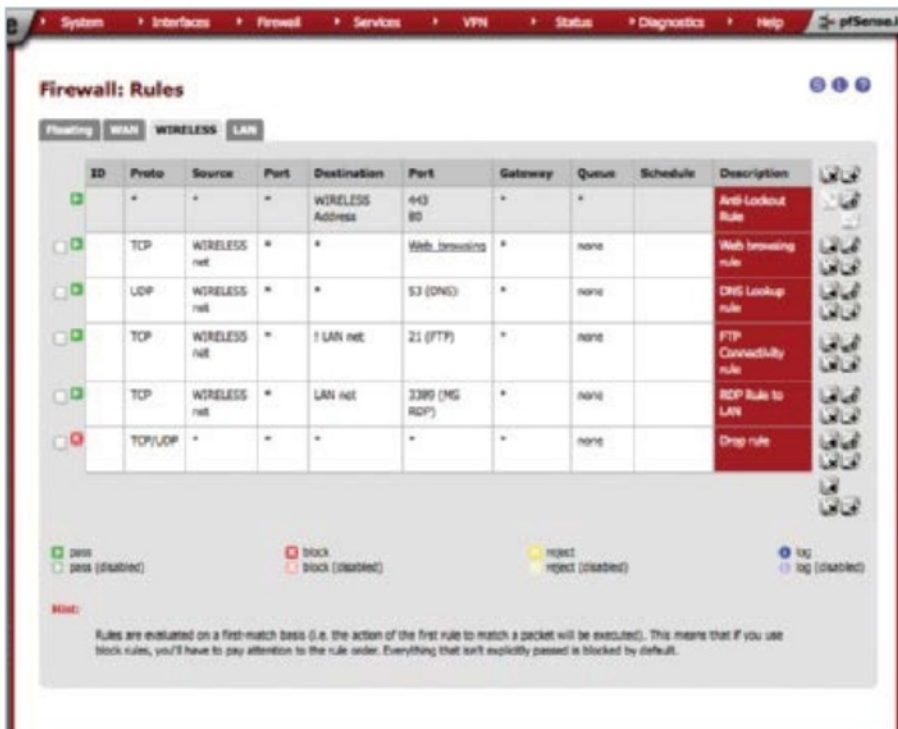 System Interfaces Firewall Services VPN Status Diagnostics Help pfSense.l
Firewall: Rules
Floating WAN WIRELESS LAN
ID Proto Source Port Destination Port Gateway Queue Schedule Description
* * * WIRELESS Address 443 80 * * Anti-Lockout Rule
TCP WIRELESS net * * Web_browsing * none Web browsing rule
UDP WIRELESS net * * 53 (DNS) * none DNS Lookup rule
TCP WIRELESS net * ! LAN net 21 (FTP) * none FTP Connectivity rule
TCP WIRELESS net * LAN net 3389 (MS RDP) * none RDP Rule to LAN
TCP/UDP * * * * * none Drop rule
pass block reject log
pass (disabled) block (disabled) reject (disabled) log (disabled)
Hint:
Rules are evaluated on a first-match basis (i.e. the action of the first rule to match a packet will be executed). This means that if you use
block rules, you'll have to pay attention to the rule order. Everything that isn't explicitly passed is blocked by default.